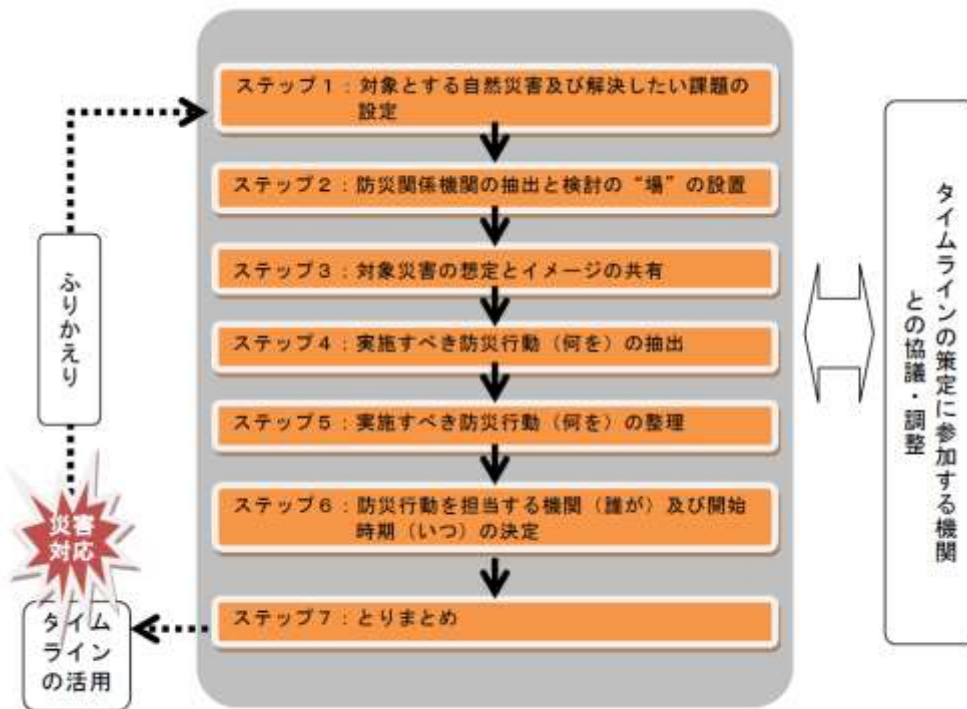 ステップ１：対象とする自然災害及び解決したい課題の
設定
ステップ２：防災関係機関の抽出と検討の“場”の設置
ステップ３：対象災害の想定とイメージの共有
ステップ４：実施すべき防災行動（何を）の抽出
ステップ５：実施すべき防災行動（何を）の整理
ステップ６：防災行動を担当する機関（誰が）及び開始
時期（いつ）の決定
ステップ７：とりまとめ
タイムラインの策定に参加する機関
との協議・調整
ふりかえり
災害
対応
タイム
ライン
の活用